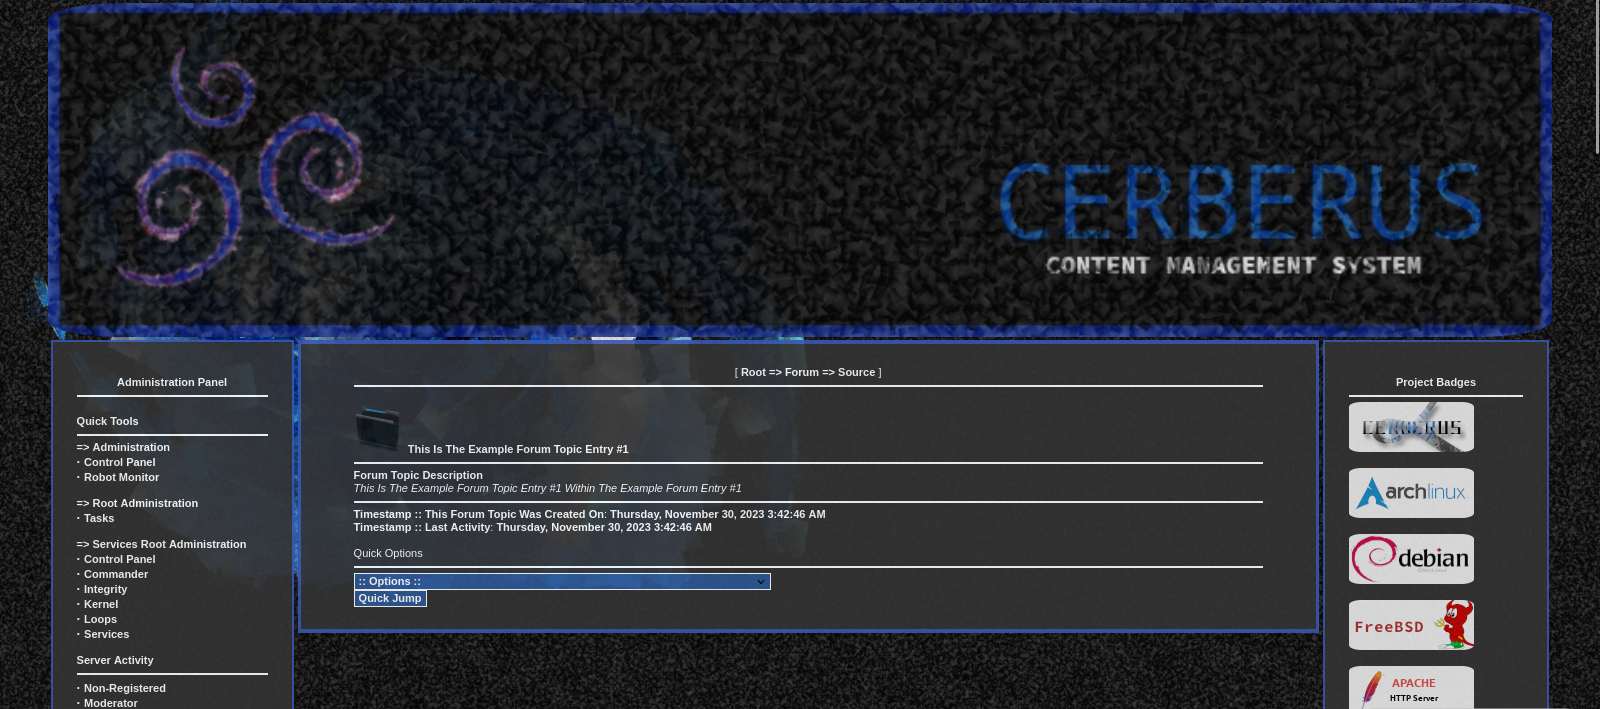 CERBERUS
CONTENT MANAGEMENT SYSTEM
Administration Panel
Quick Tools
=> Administration
· Control Panel
· Robot Monitor
=> Root Administration
· Tasks
=> Services Root Administration
· Control Panel
· Commander
· Integrity
· Kernel
· Loops
· Services
Server Activity
· Non-Registered
· Moderator
[ Root => Forum => Source ]
This Is The Example Forum Topic Entry #1
Forum Topic Description
This Is The Example Forum Topic Entry #1 Within The Example Forum Entry #1
Timestamp :: This Forum Topic Was Created On: Thursday, November 30, 2023 3:42:46 AM
Timestamp :: Last Activity: Thursday, November 30, 2023 3:42:46 AM
Quick Options
:: Options ::
Quick Jump
Project Badges
CERBERUS
archlinux
debian
FreeBSD
APACHE
HTTP Server